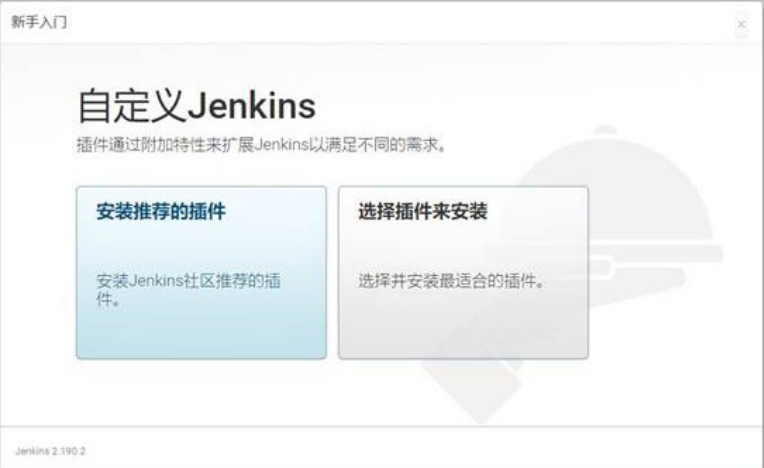 新手入门
×
自定义Jenkins
插件通过附加特性来扩展Jenkins以满足不同的需求。
安装推荐的插件
安装Jenkins社区推荐的插
件。
选择插件来安装
选择并安装最适合的插件。
Jenkins 2.190.2